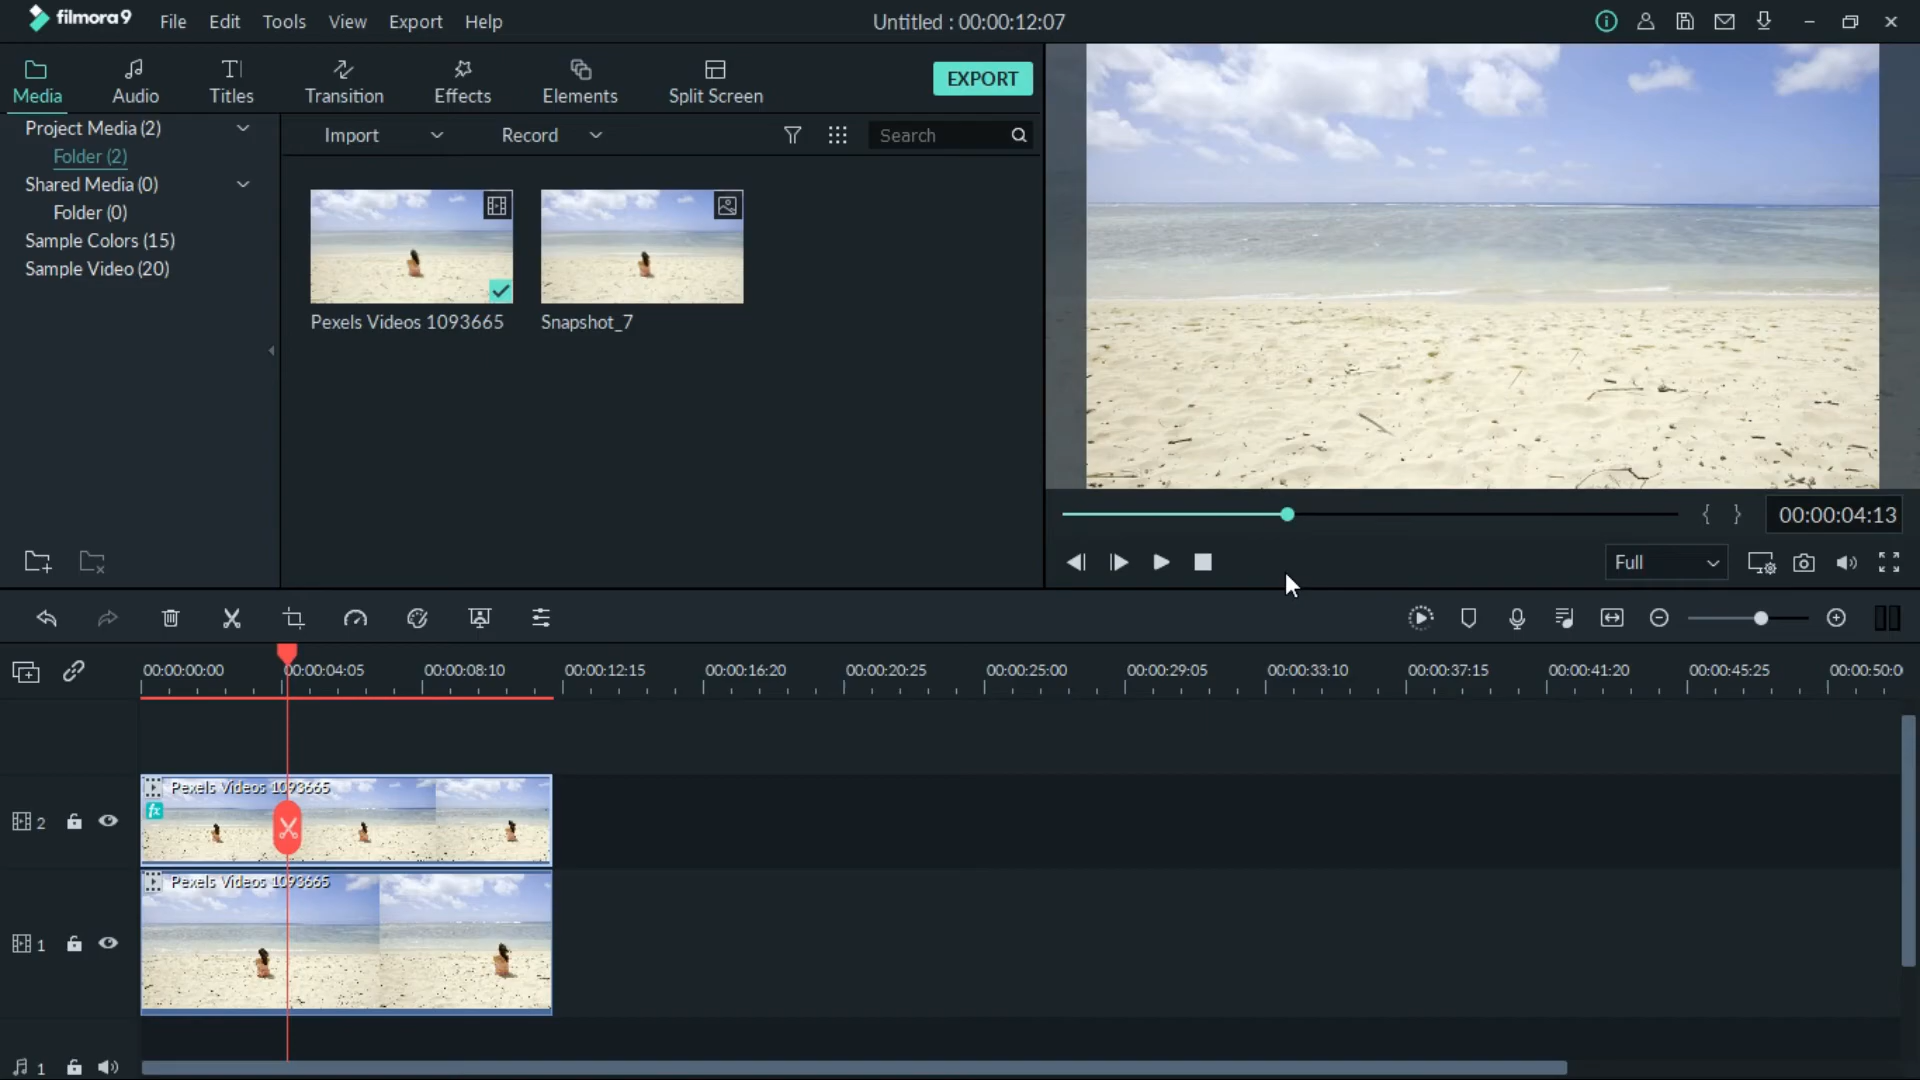 filmora9 File Edit Tools View Export Help Untitled : 00:00:12:07
Media Audio Titles Transition Effects Elements Split Screen EXPORT
Project Media (2)
Folder (2)
Shared Media (0)
Folder (0)
Sample Colors (15)
Sample Video (20)
Import Record Search
Pexels Videos 1093665 Snapshot_7
{ } 00:00:04:13
Full
00:00:00:00 00:00:04:05 00:00:08:10 00:00:12:15 00:00:16:20 00:00:20:25 00:00:25:00 00:00:29:05 00:00:33:10 00:00:37:15 00:00:41:20 00:00:45:25 00:00:50:0
Pexels Videos 1093665
fx
2
Pexels Videos 1093665
1
1